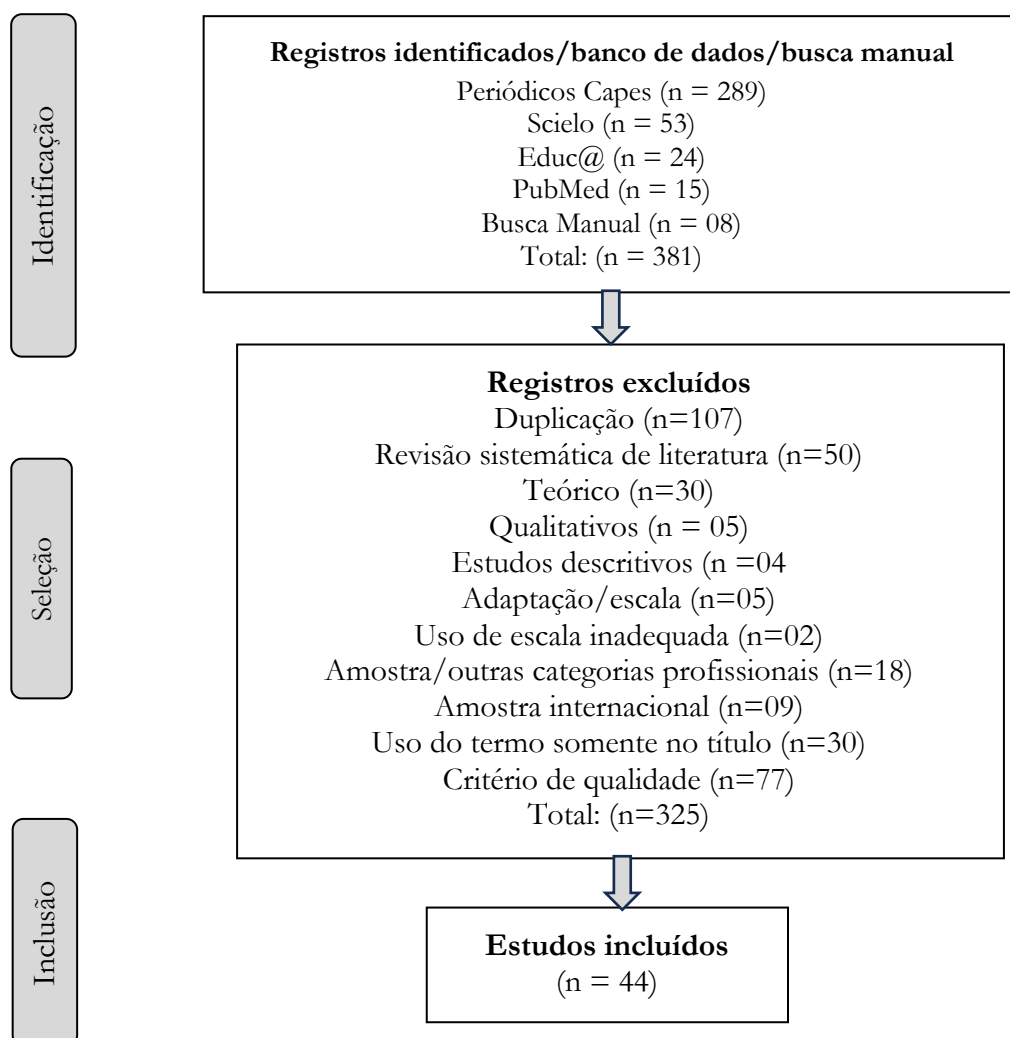 Identificação
Registros identificados/banco de dados/busca manual
Periódicos Capes (n = 289)
Scielo (n = 53)
Educ@ (n = 24)
PubMed (n = 15)
Busca Manual (n = 08)
Total: (n = 381)
Seleção
Registros excluídos
Duplicação (n=107)
Revisão sistemática de literatura (n=50)
Teórico (n=30)
Qualitativos (n = 05)
Estudos descritivos (n =04
Adaptação/escala (n=05)
Uso de escala inadequada (n=02)
Amostra/outras categorias profissionais (n=18)
Amostra internacional (n=09)
Uso do termo somente no título (n=30)
Critério de qualidade (n=77)
Total: (n=325)
Inclusão
Estudos incluídos
(n = 44)